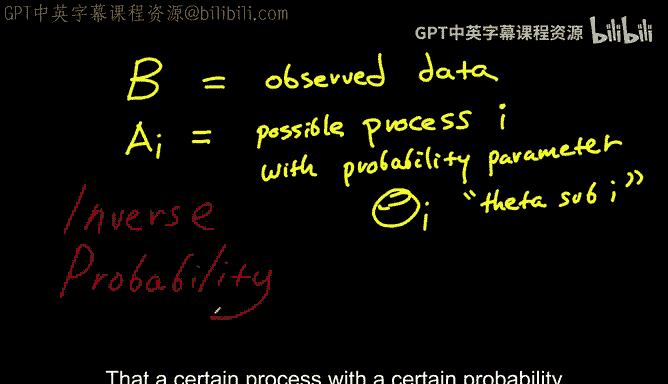 GPT中英字幕课程资源@bilibili.com
GPT中英字幕课程资源 bilibili
B = observed data
Ai = possible process i
with probability parameter
θi "theta sub i"
Inverse
Probability
That a certain process with a certain probability